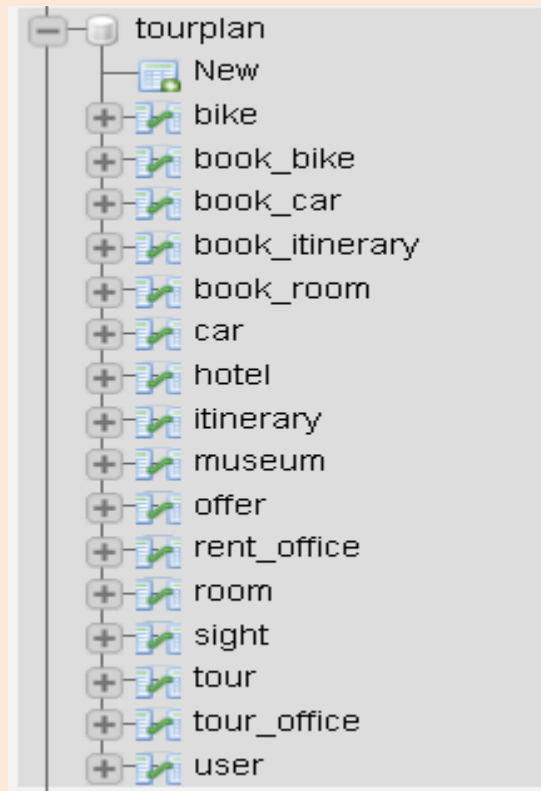 tourplan
New
bike
book_bike
book_car
book_itinerary
book_room
car
hotel
itinerary
museum
offer
rent_office
room
sight
tour
tour_office
user